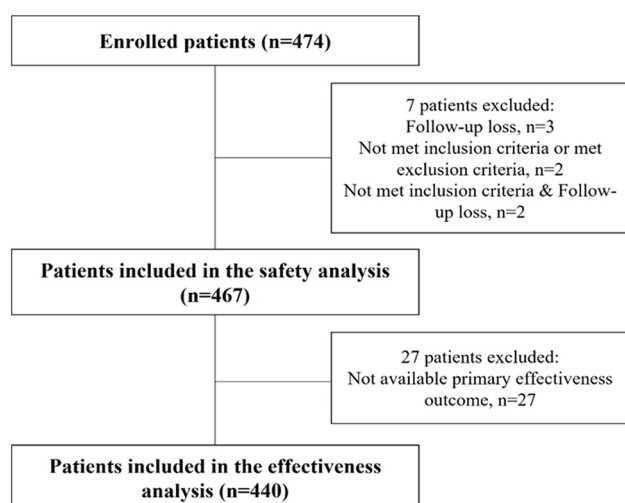 Enrolled patients (n=474)
7 patients excluded:
Follow-up loss, n=3
Not met inclusion criteria or met
exclusion criteria, n=2
Not met inclusion criteria & Follow-
up loss, n=2
Patients included in the safety analysis
(n=467)
27 patients excluded:
Not available primary effectiveness
outcome, n=27
Patients included in the effectiveness
analysis (n=440)